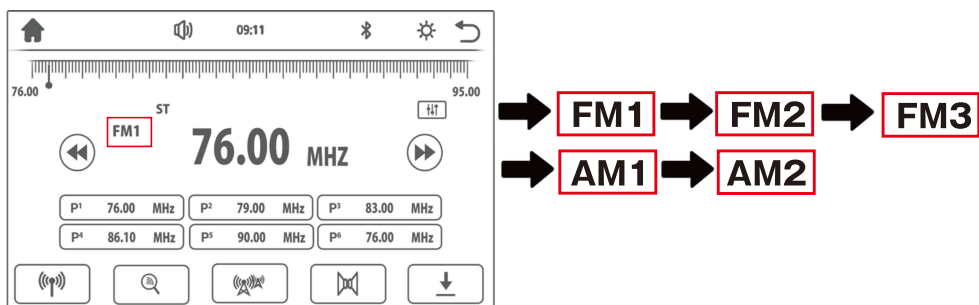 09:11
76.00
95.00
ST
FM1
76.00 MHZ
P1 76.00 MHz
P2 79.00 MHz
P3 83.00 MHz
P4 86.10 MHz
P5 90.00 MHz
P6 76.00 MHz
FM1
FM2
FM3
AM1
AM2